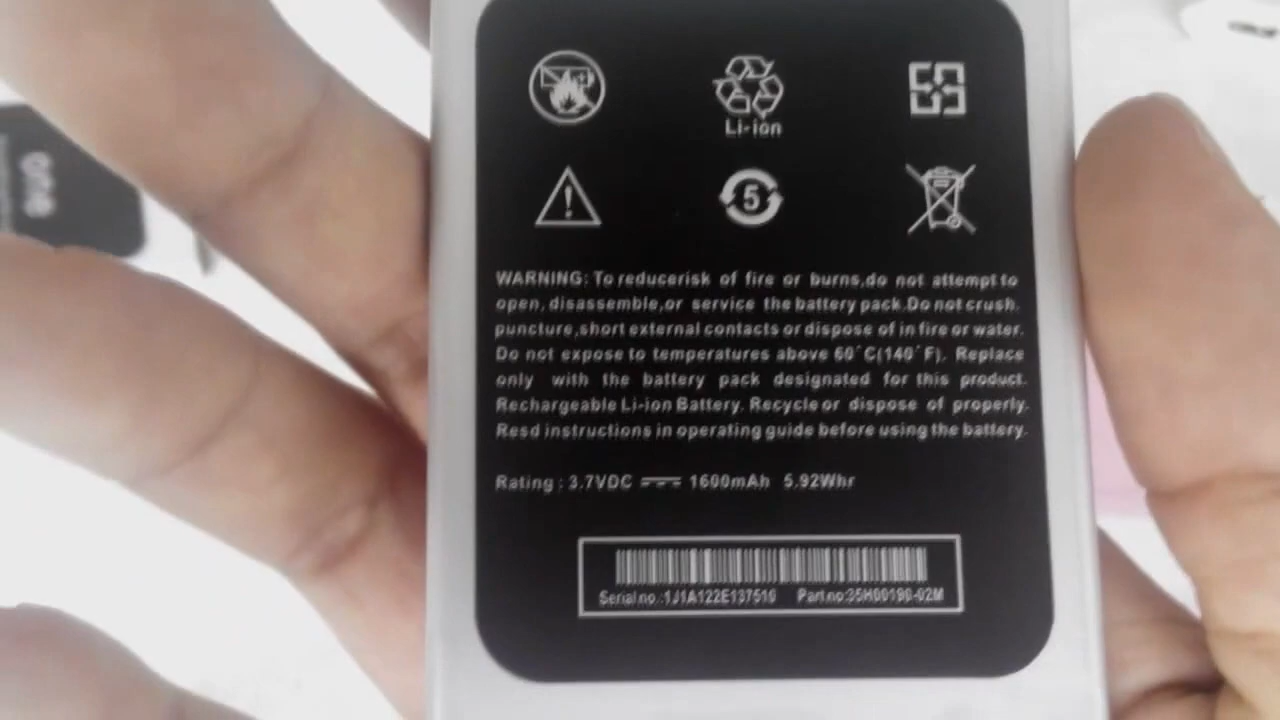 one
Li-ion
5
WARNING: To reducerisk of fire or burns,do not attempt to
open, disassemble,or service the battery pack.Do not crush.
puncture,short external contacts or dispose of in fire or water.
Do not expose to temperatures above 60°C(140°F). Replace
only with the battery pack designated for this product.
Rechargeable Li-ion Battery. Recycle or dispose of properly.
Resd instructions in operating guide before using the battery.
Rating : 3.7VDC 1600mAh 5.92Whr
Serial no.:1J1A122E137510 Part no:35H00190-02M